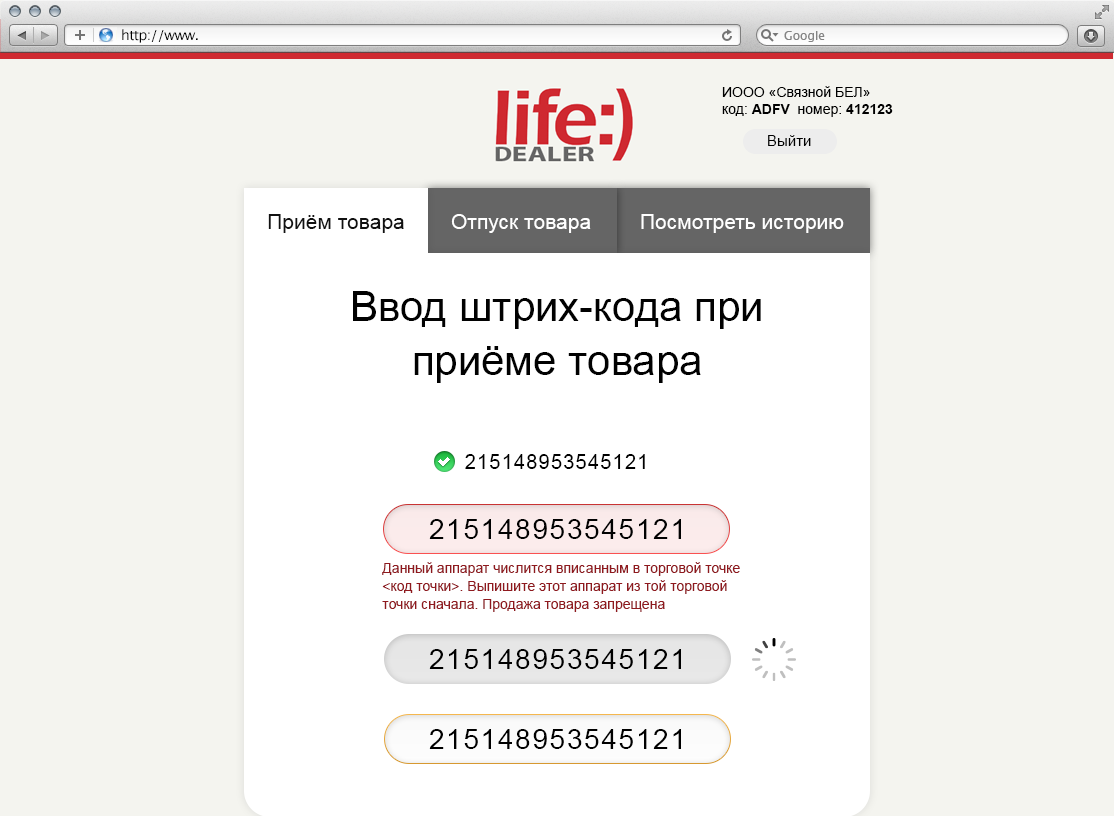 http://www.
Google
life:)
DEALER
ИООО «Связной БЕЛ»
код: ADFV номер: 412123
Выйти
Приём товара
Отпуск товара
Посмотреть историю
Ввод штрих-кода при
приёме товара
215148953545121
215148953545121
Данный аппарат числится вписанным в торговой точке
<код точки>. Выпишите этот аппарат из той торговой
точки сначала. Продажа товара запрещена
215148953545121
215148953545121